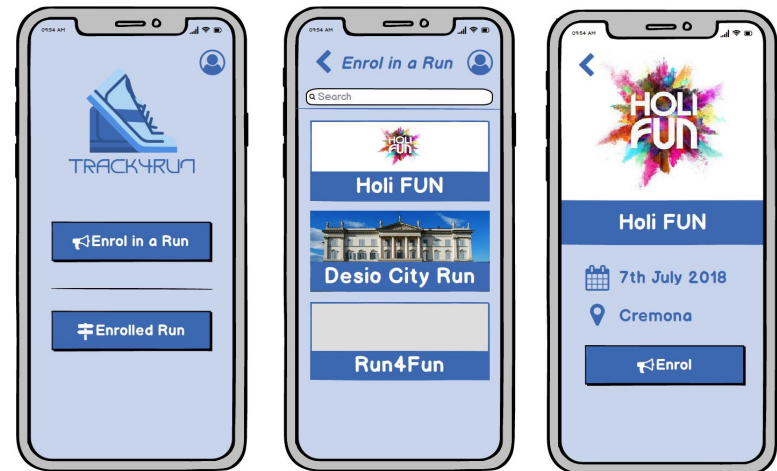 09:54 AM
TRACK4RUN
Enrol in a Run
Enrolled Run
09:54 AM
Enrol in a Run
Search
HOLI
FUN
Holi FUN
Desio City Run
Run4Fun
09:54 AM
HOLI
FUN
Holi FUN
7th July 2018
Cremona
Enrol